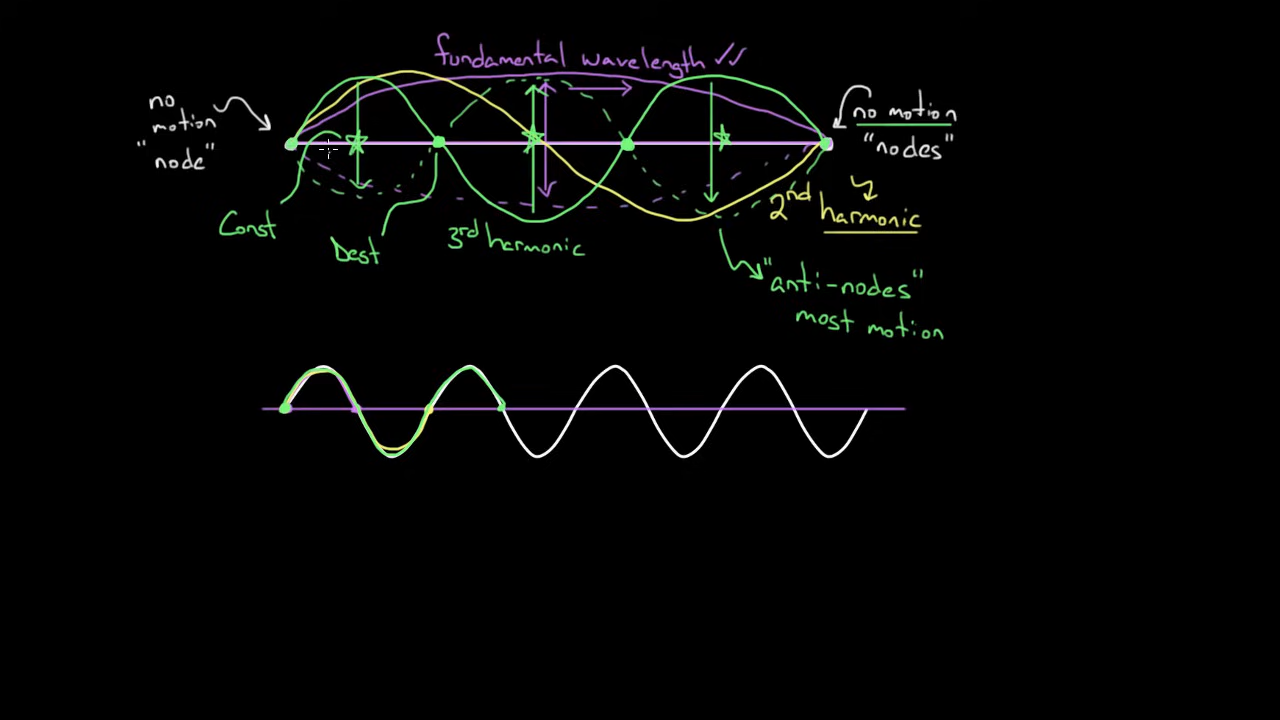 fundamental wavelength ✓✓
no
motion
"node"
no motion
"nodes"
2nd harmonic
Const
Dest
3rd harmonic
"anti-nodes"
most motion